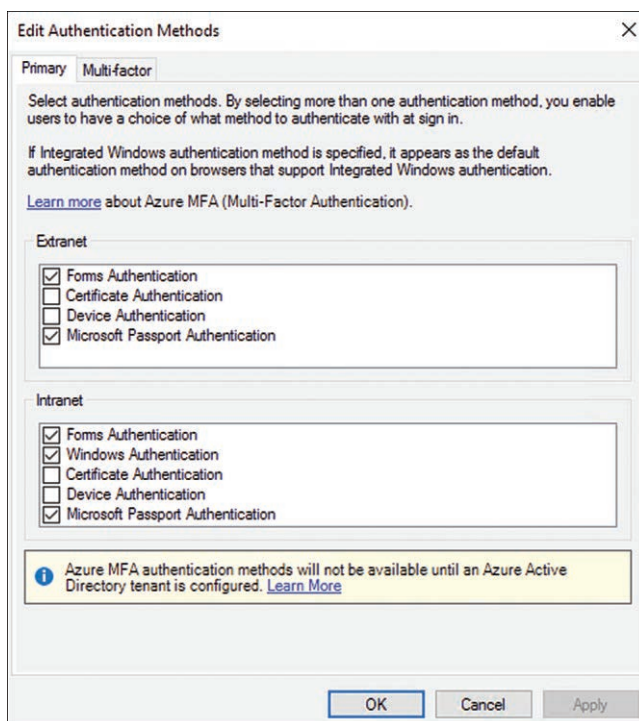 Edit Authentication Methods
Primary
Multi-factor
Select authentication methods. By selecting more than one authentication method, you enable
users to have a choice of what method to authenticate with at sign in.
If Integrated Windows authentication method is specified, it appears as the default
authentication method on browsers that support Integrated Windows authentication.
Learn more about Azure MFA (Multi-Factor Authentication).
Extranet
Forms Authentication
Certificate Authentication
Device Authentication
Microsoft Passport Authentication
Intranet
Forms Authentication
Windows Authentication
Certificate Authentication
Device Authentication
Microsoft Passport Authentication
Azure MFA authentication methods will not be available until an Azure Active
Directory tenant is configured. Learn More
OK
Cancel
Apply